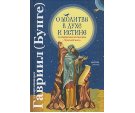 Гавриил (Бунге)
О МОЛИТВЕ
В ДУХЕ
И ИСТИНЕ